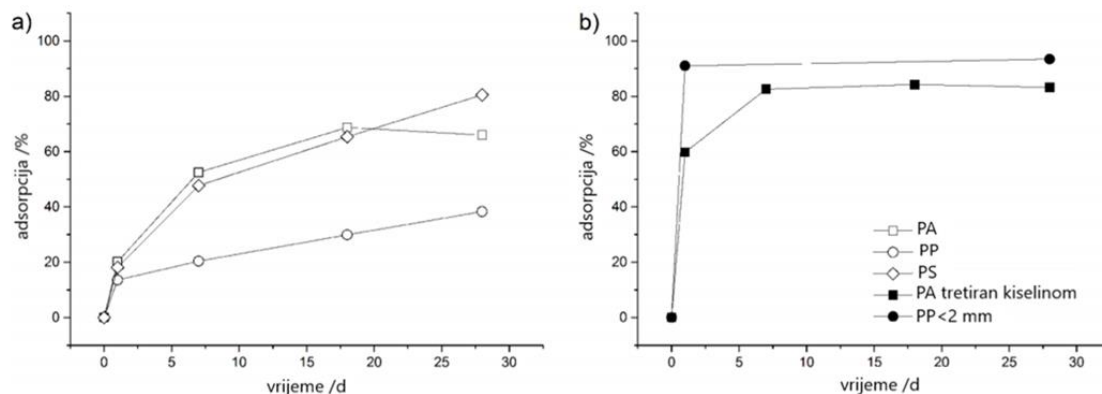 a)
100
80
60
40
20
0
adsorpcija /%
0 5 10 15 20 25 30
vrijeme /d
b)
100
80
60
40
20
0
adsorpcija /%
PA
PP
PS
PA tretiran kiselinom
PP<2 mm
0 5 10 15 20 25 30
vrijeme /d